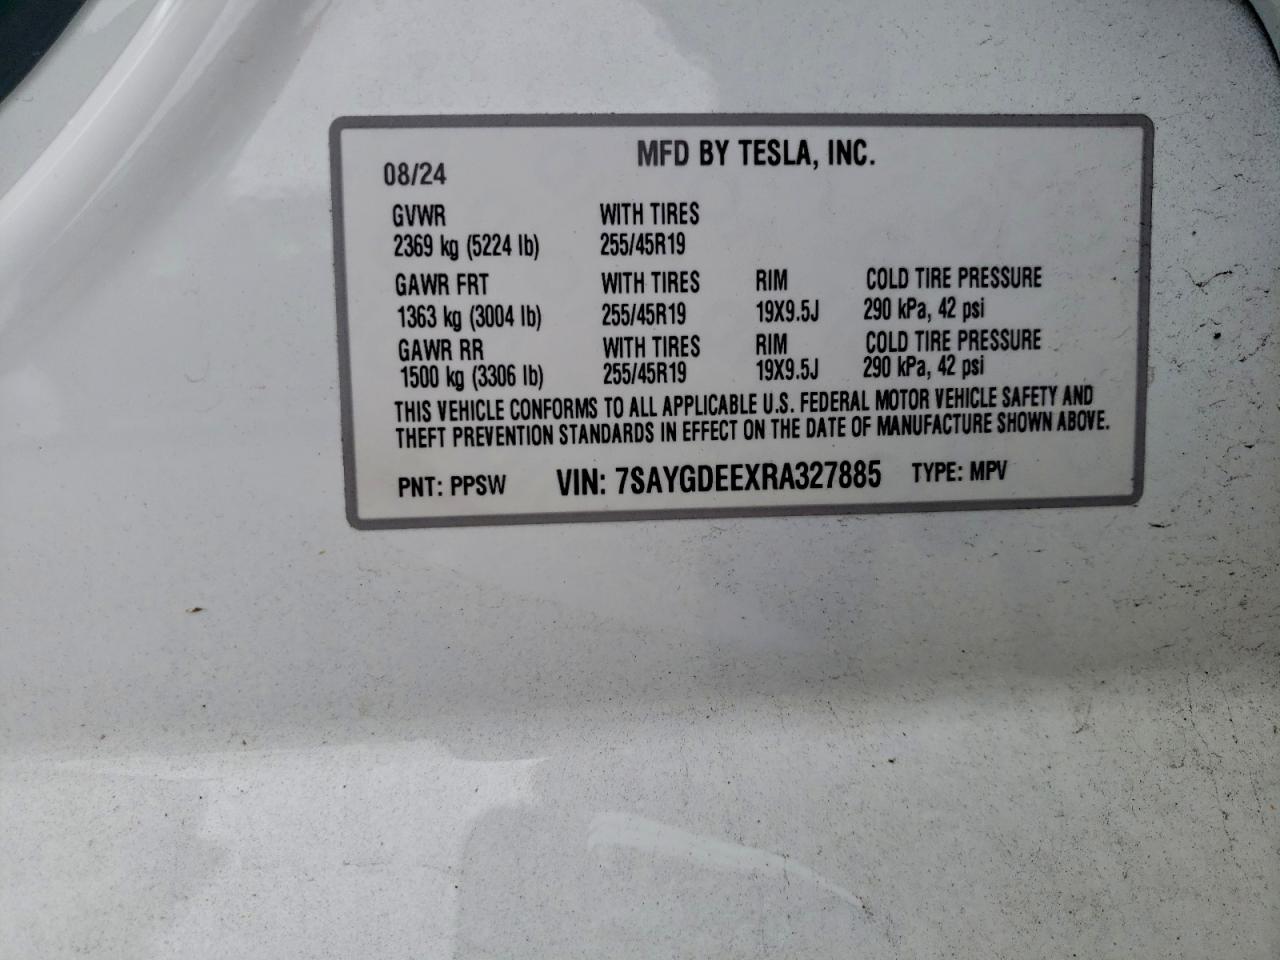 MFD BY TESLA, INC.
08/24
GVWR WITH TIRES
2369 kg (5224 lb) 255/45R19
GAWR FRT WITH TIRES RIM COLD TIRE PRESSURE
1363 kg (3004 lb) 255/45R19 19X9.5J 290 kPa, 42 psi
GAWR RR WITH TIRES RIM COLD TIRE PRESSURE
1500 kg (3306 lb) 255/45R19 19X9.5J 290 kPa, 42 psi
THIS VEHICLE CONFORMS TO ALL APPLICABLE U.S. FEDERAL MOTOR VEHICLE SAFETY AND
THEFT PREVENTION STANDARDS IN EFFECT ON THE DATE OF MANUFACTURE SHOWN ABOVE.
PNT: PPSW VIN: 7SAYGDEEXRA327885 TYPE: MPV